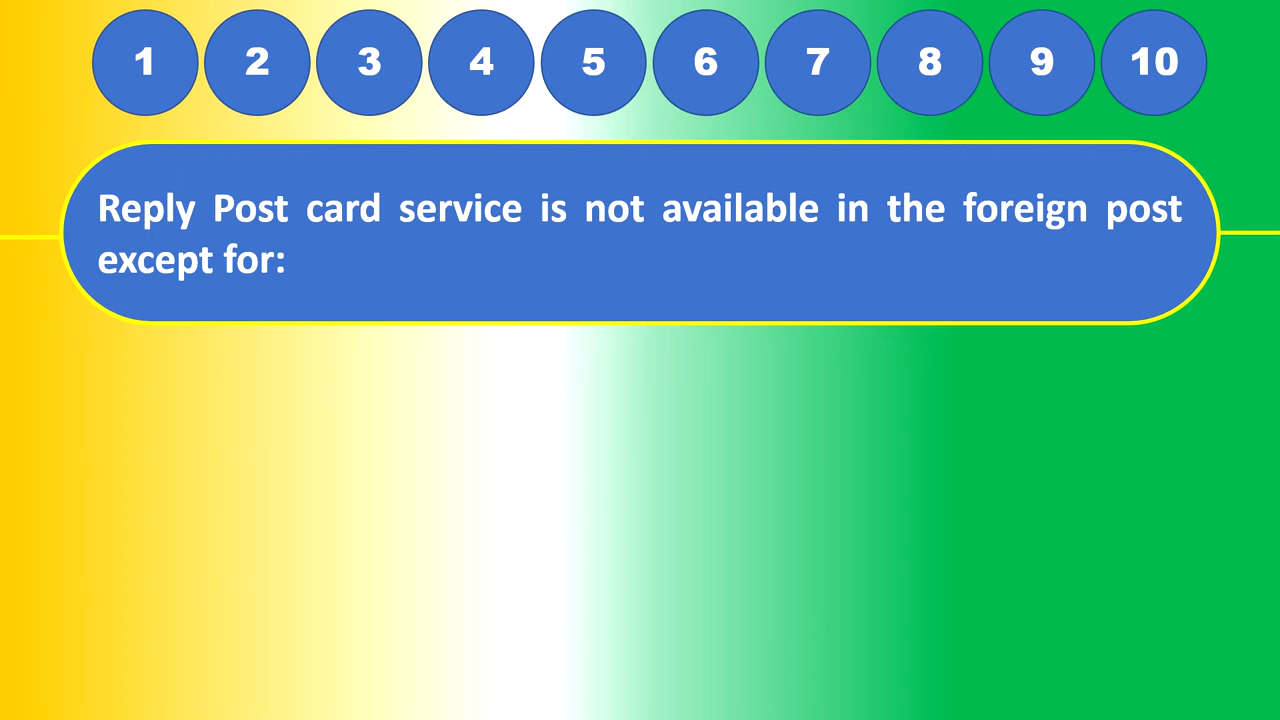 1 2 3 4 5 6 7 8 9 10
Reply Post card service is not available in the foreign post
except for: